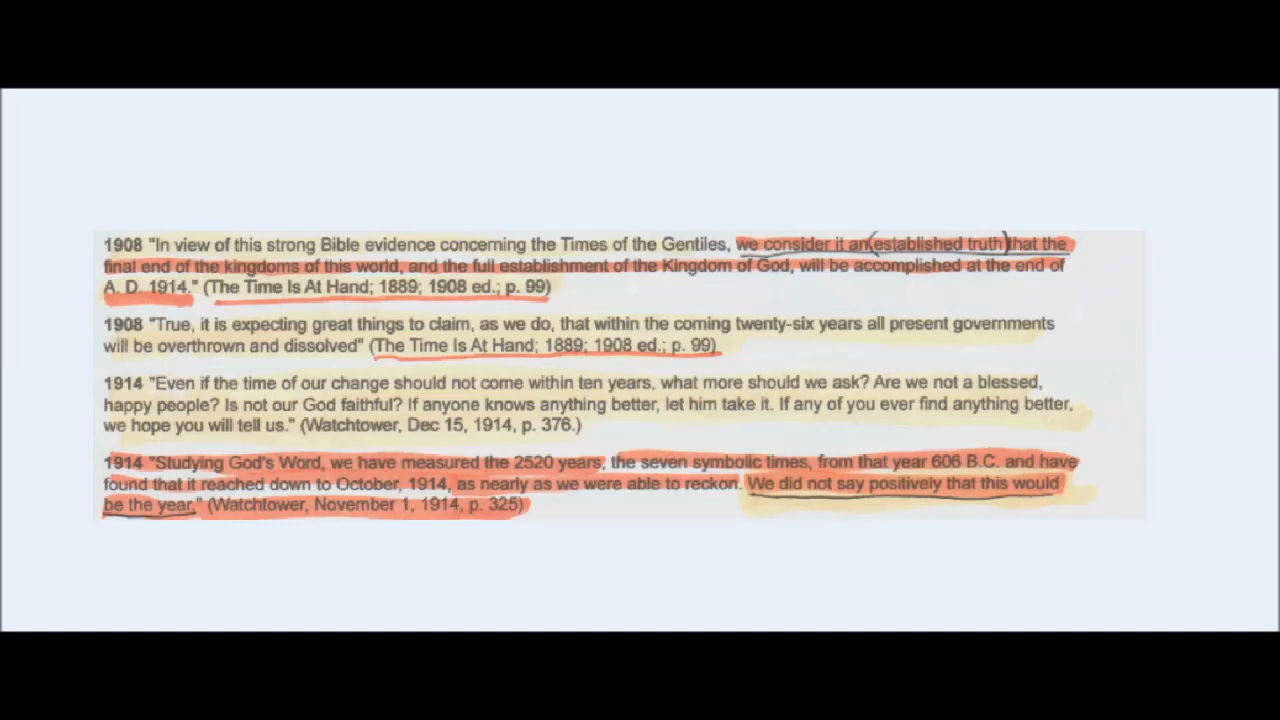 1908 "In view of this strong Bible evidence concerning the Times of the Gentiles, we consider it an (established truth) that the
final end of the kingdoms of this world, and the full establishment of the Kingdom of God, will be accomplished at the end of
A. D. 1914." (The Time Is At Hand; 1889; 1908 ed.; p. 99)
1908 "True, it is expecting great things to claim, as we do, that within the coming twenty-six years all present governments
will be overthrown and dissolved" (The Time Is At Hand; 1889; 1908 ed.; p. 99)
1914 "Even if the time of our change should not come within ten years, what more should we ask? Are we not a blessed,
happy people? Is not our God faithful? If anyone knows anything better, let him take it. If any of you ever find anything better,
we hope you will tell us." (Watchtower, Dec 15, 1914, p. 376.)
1914 "Studying God's Word, we have measured the 2520 years, the seven symbolic times, from that year 606 B.C. and have
found that it reached down to October, 1914, as nearly as we were able to reckon. We did not say positively that this would
be the year." (Watchtower, November 1, 1914, p. 325)